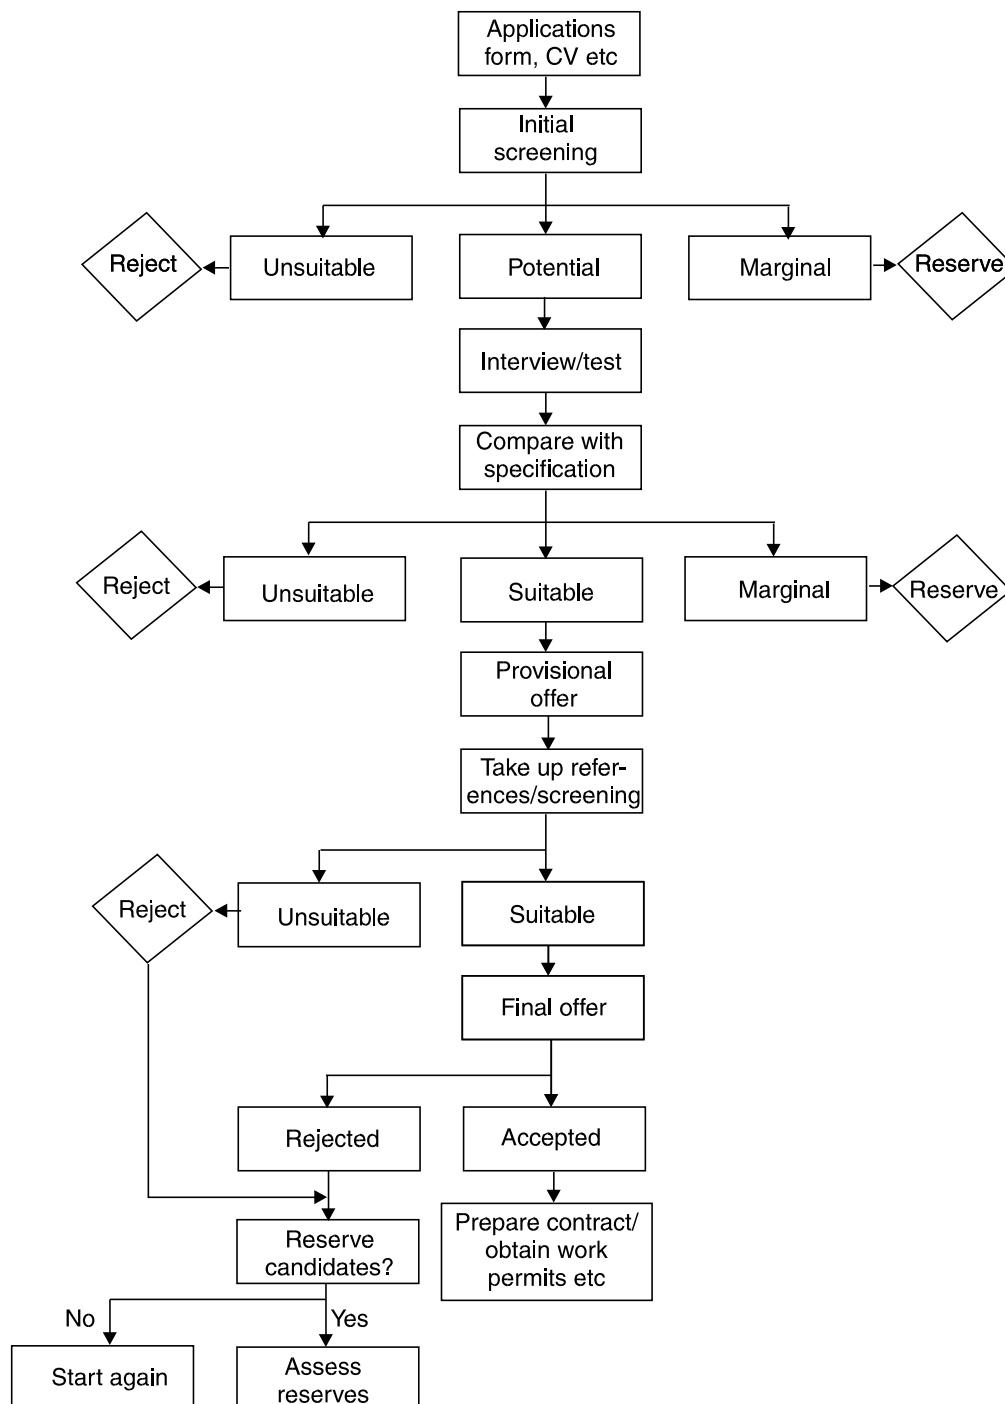 Applications
form, CV etc
Initial
screening
Reject
Unsuitable
Potential
Marginal
Reserve
Interview/test
Compare with
specification
Reject
Unsuitable
Suitable
Marginal
Reserve
Provisional
offer
Take up refer-
ences/screening
Reject
Unsuitable
Suitable
Final offer
Rejected
Accepted
Reserve
candidates?
Prepare contract/
obtain work
permits etc
No
Yes
Start again
Assess
reserves